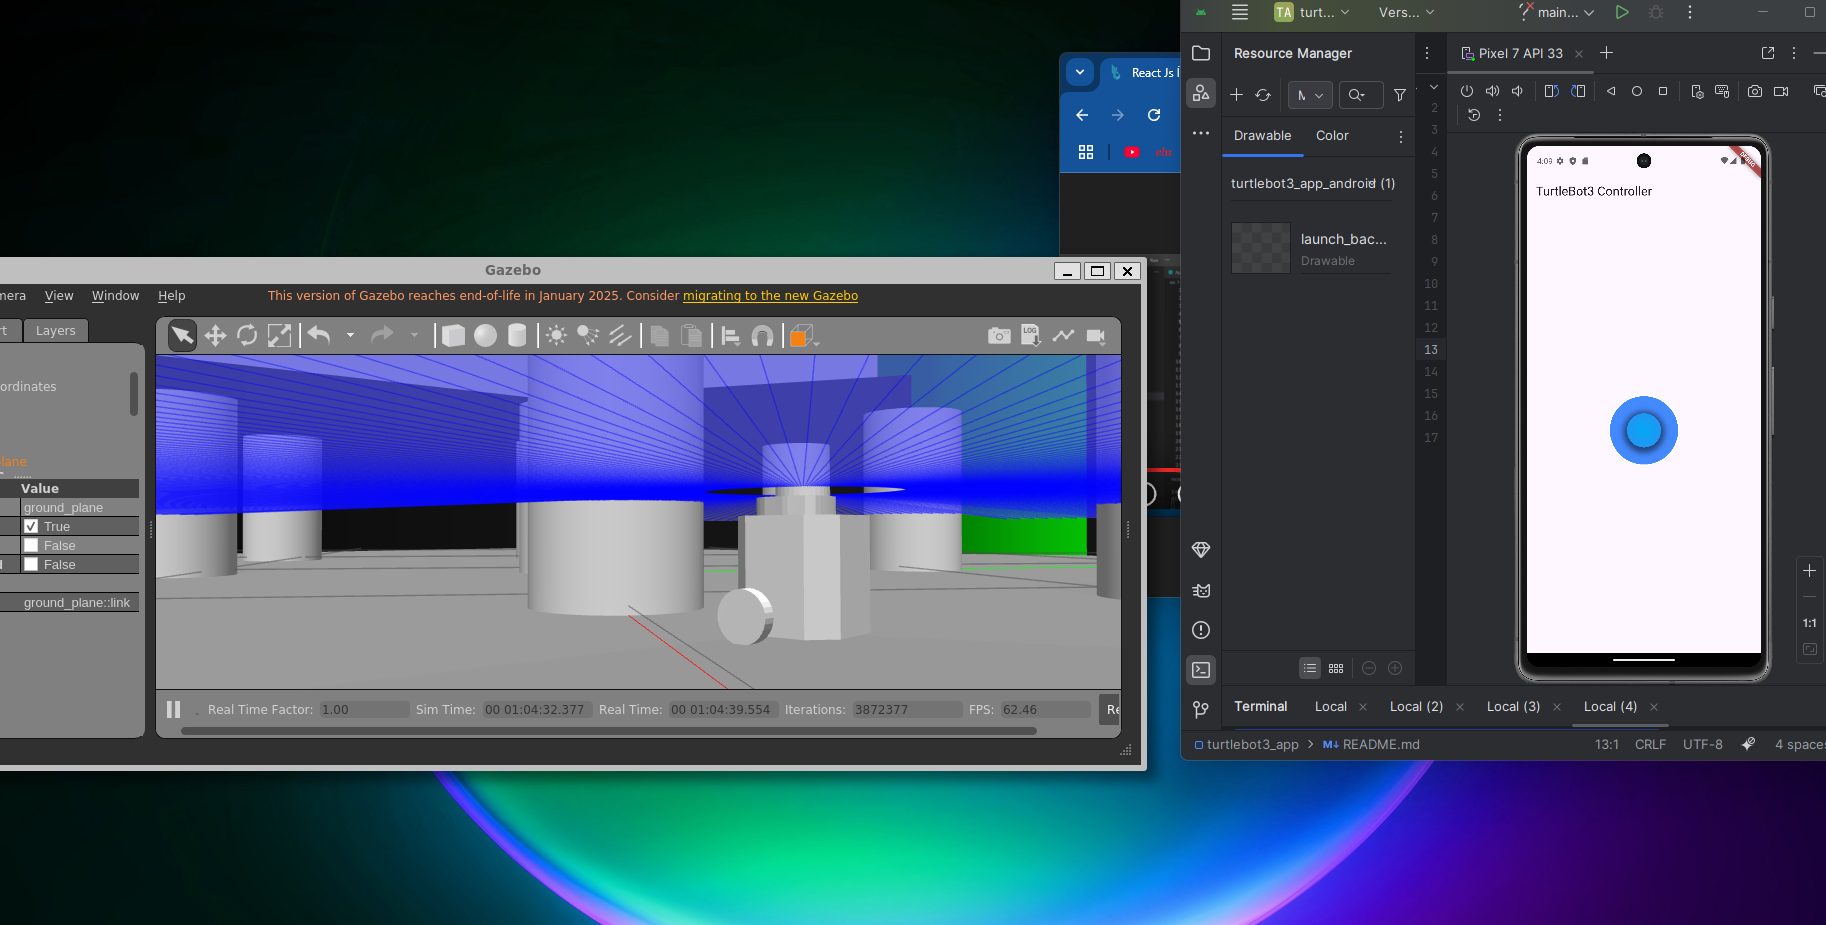 TA turt...
Vers...
main...
Resource Manager
Pixel 7 API 33
React Js
Drawable
Color
turtlebot3_app_android (1)
launch_bac...
Drawable
2
3
4
5
6
7
8
9
10
11
12
13
14
15
16
17
4:09
TurtleBot3 Controller
1:1
Terminal
Local
Local (2)
Local (3)
Local (4)
turtlebot3_app > M↓ README.md
13:1 CRLF UTF-8 4 spaces
Gazebo
mera View Window Help
This version of Gazebo reaches end-of-life in January 2025. Consider migrating to the new Gazebo
rt Layers
LOG
ordinates
lane
Value
ground_plane
True
False
False
ground_plane::link
Real Time Factor: 1.00 Sim Time: 00 01:04:32.377 Real Time: 00 01:04:39.554 Iterations: 3872377 FPS: 62.46 Re